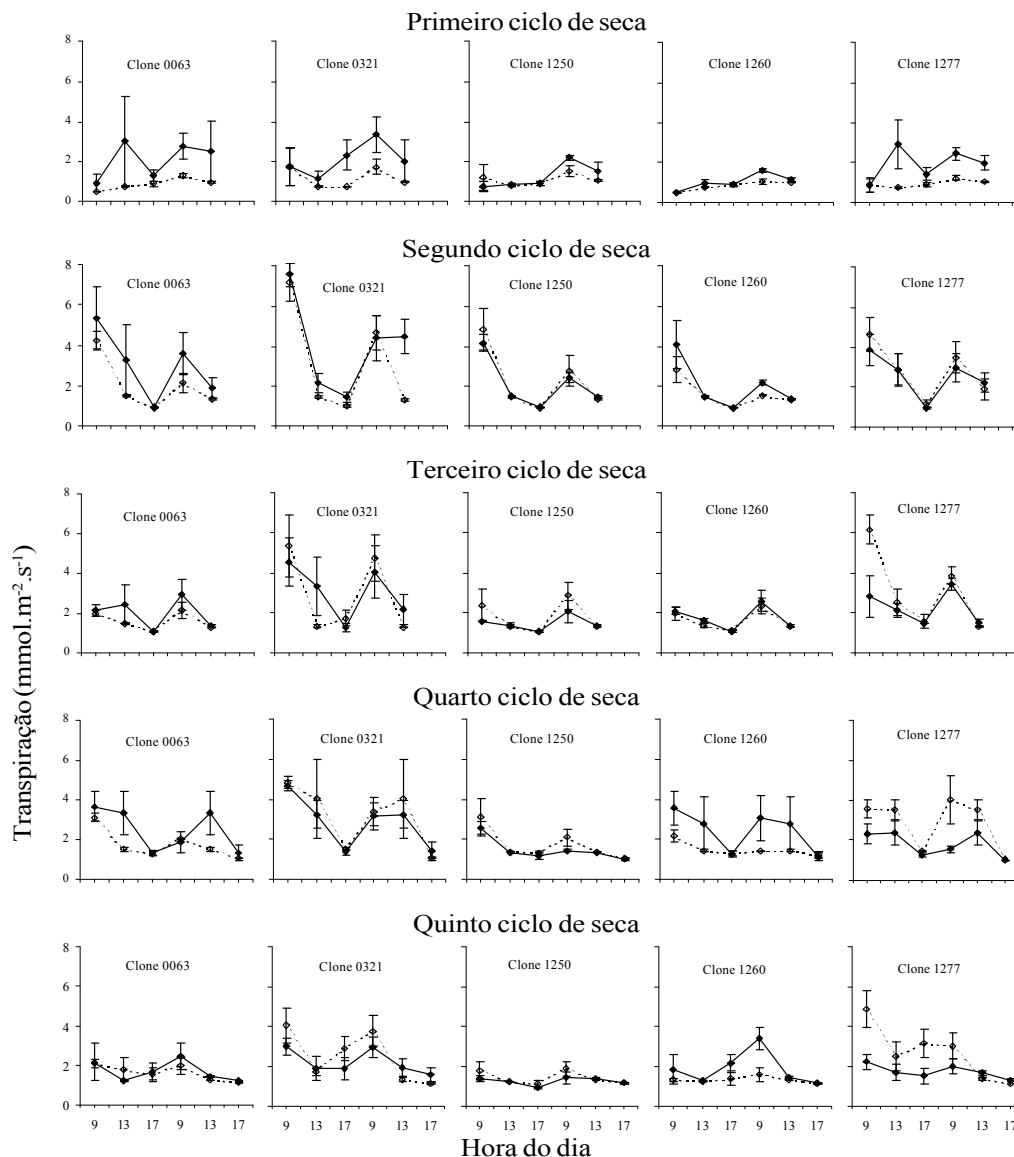 Primeiro ciclo de seca
8
6
4
2
0
Clone 0063
Clone 0321
Clone 1250
Clone 1260
Clone 1277
Segundo ciclo de seca
8
6
4
2
0
Clone 0063
Clone 0321
Clone 1250
Clone 1260
Clone 1277
Terceiro ciclo de seca
8
6
4
2
0
Clone 0063
Clone 0321
Clone 1250
Clone 1260
Clone 1277
Transpiração (mmol.m⁻².s⁻¹)
Quarto ciclo de seca
8
6
4
2
0
Clone 0063
Clone 0321
Clone 1250
Clone 1260
Clone 1277
Quinto ciclo de seca
8
6
4
2
0
Clone 0063
Clone 0321
Clone 1250
Clone 1260
Clone 1277
9 13 17 9 13 17 9 13 17 9 13 17 9 13 17 9 13 17 9 13 17 9 13 17 9 13 17 9 13 17
Hora do dia